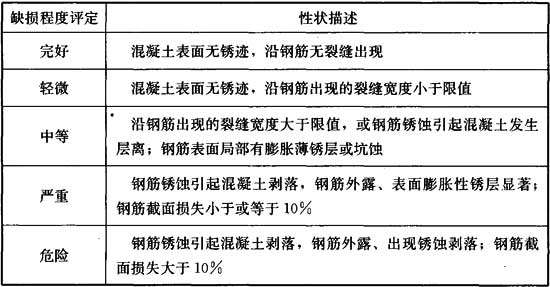 缺损程度评定 性状描述
完好 混凝土表面无锈迹，沿钢筋无裂缝出现
轻微 混凝土表面无锈迹，沿钢筋出现的裂缝宽度小于限值
中等 沿钢筋出现的裂缝宽度大于限值，或钢筋锈蚀引起混凝土发生
层离；钢筋表面局部有膨胀薄锈层或坑蚀
严重 钢筋锈蚀引起混凝土剥落，钢筋外露、表面膨胀性锈层显著；
钢筋截面损失小于或等于10%
危险 钢筋锈蚀引起混凝土剥落，钢筋外露、出现锈蚀剥落；钢筋截
面损失大于10%